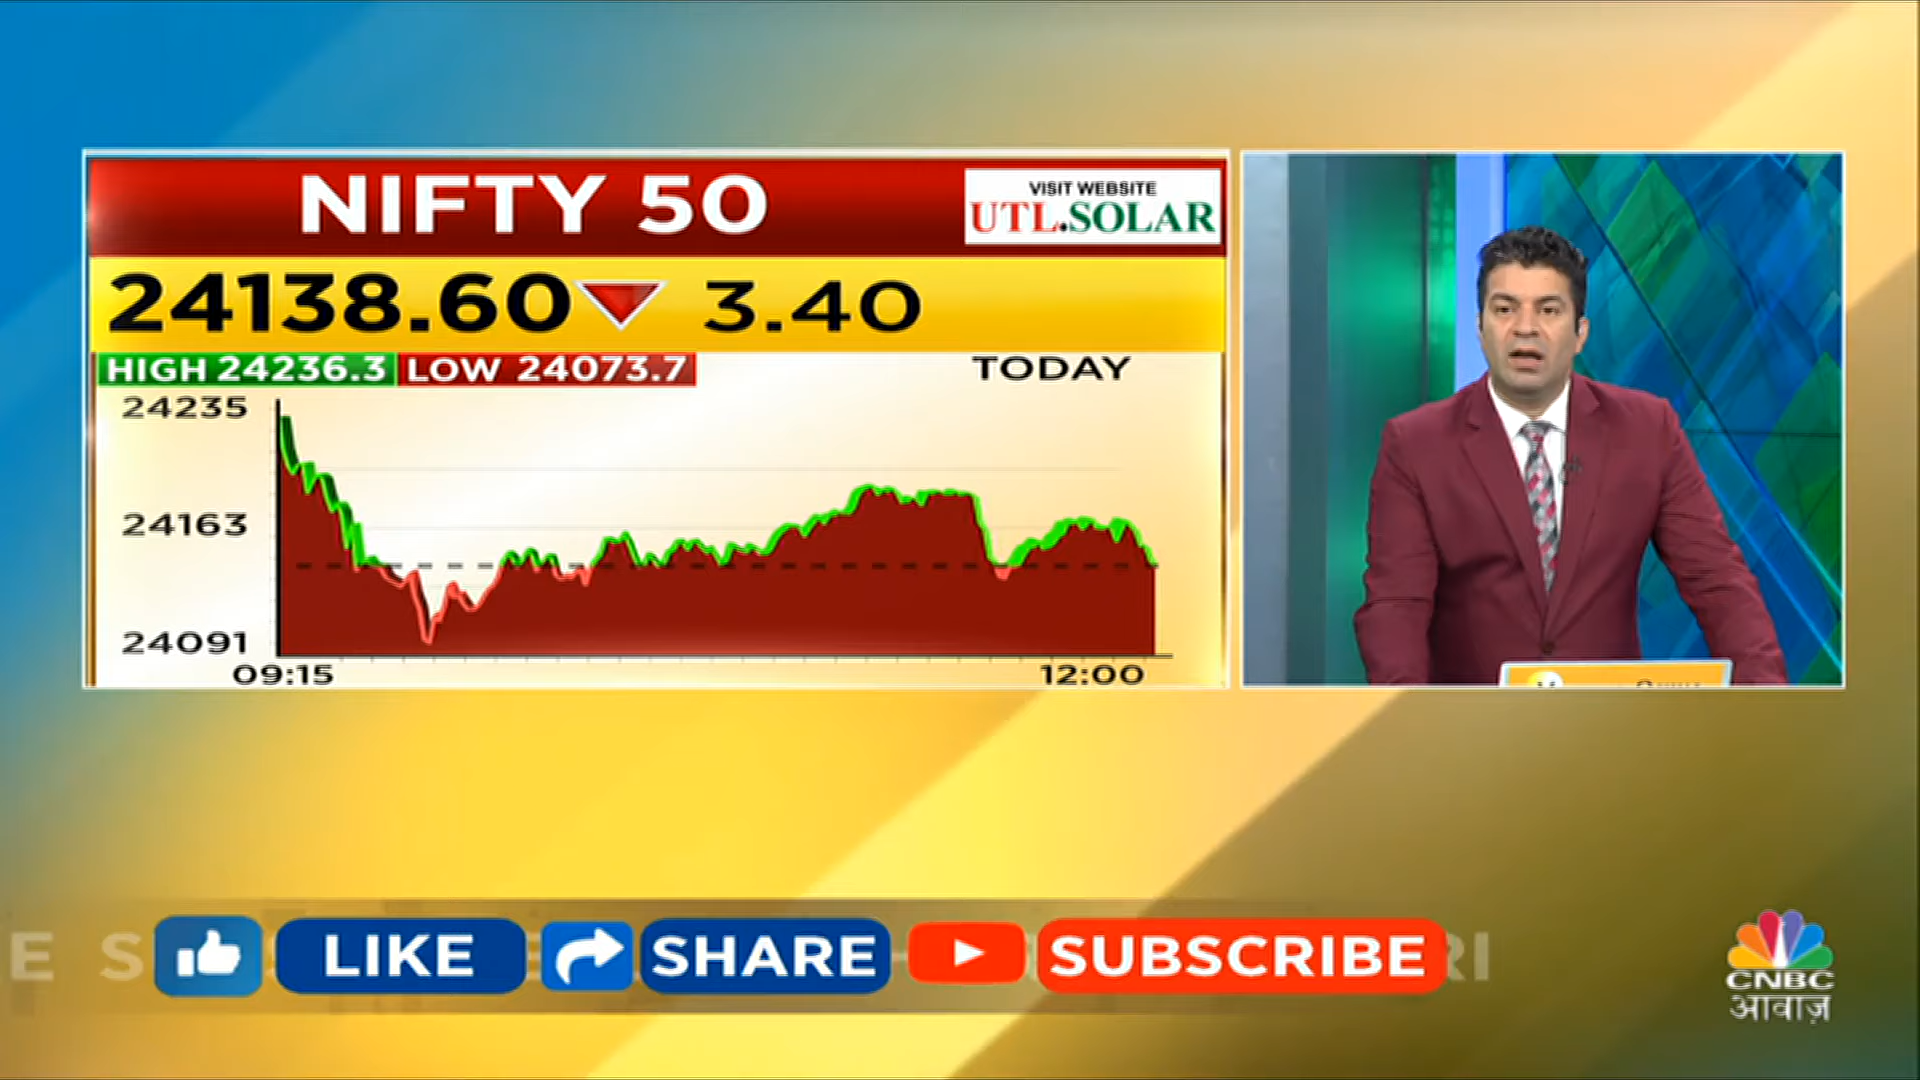 NIFTY 50
VISIT WEBSITE
UTL.SOLAR
24138.60 3.40
HIGH 24236.3 LOW 24073.7
TODAY
24235
24163
24091
09:15 12:00
LIKE SHARE SUBSCRIBE
CNBC
आवाज़